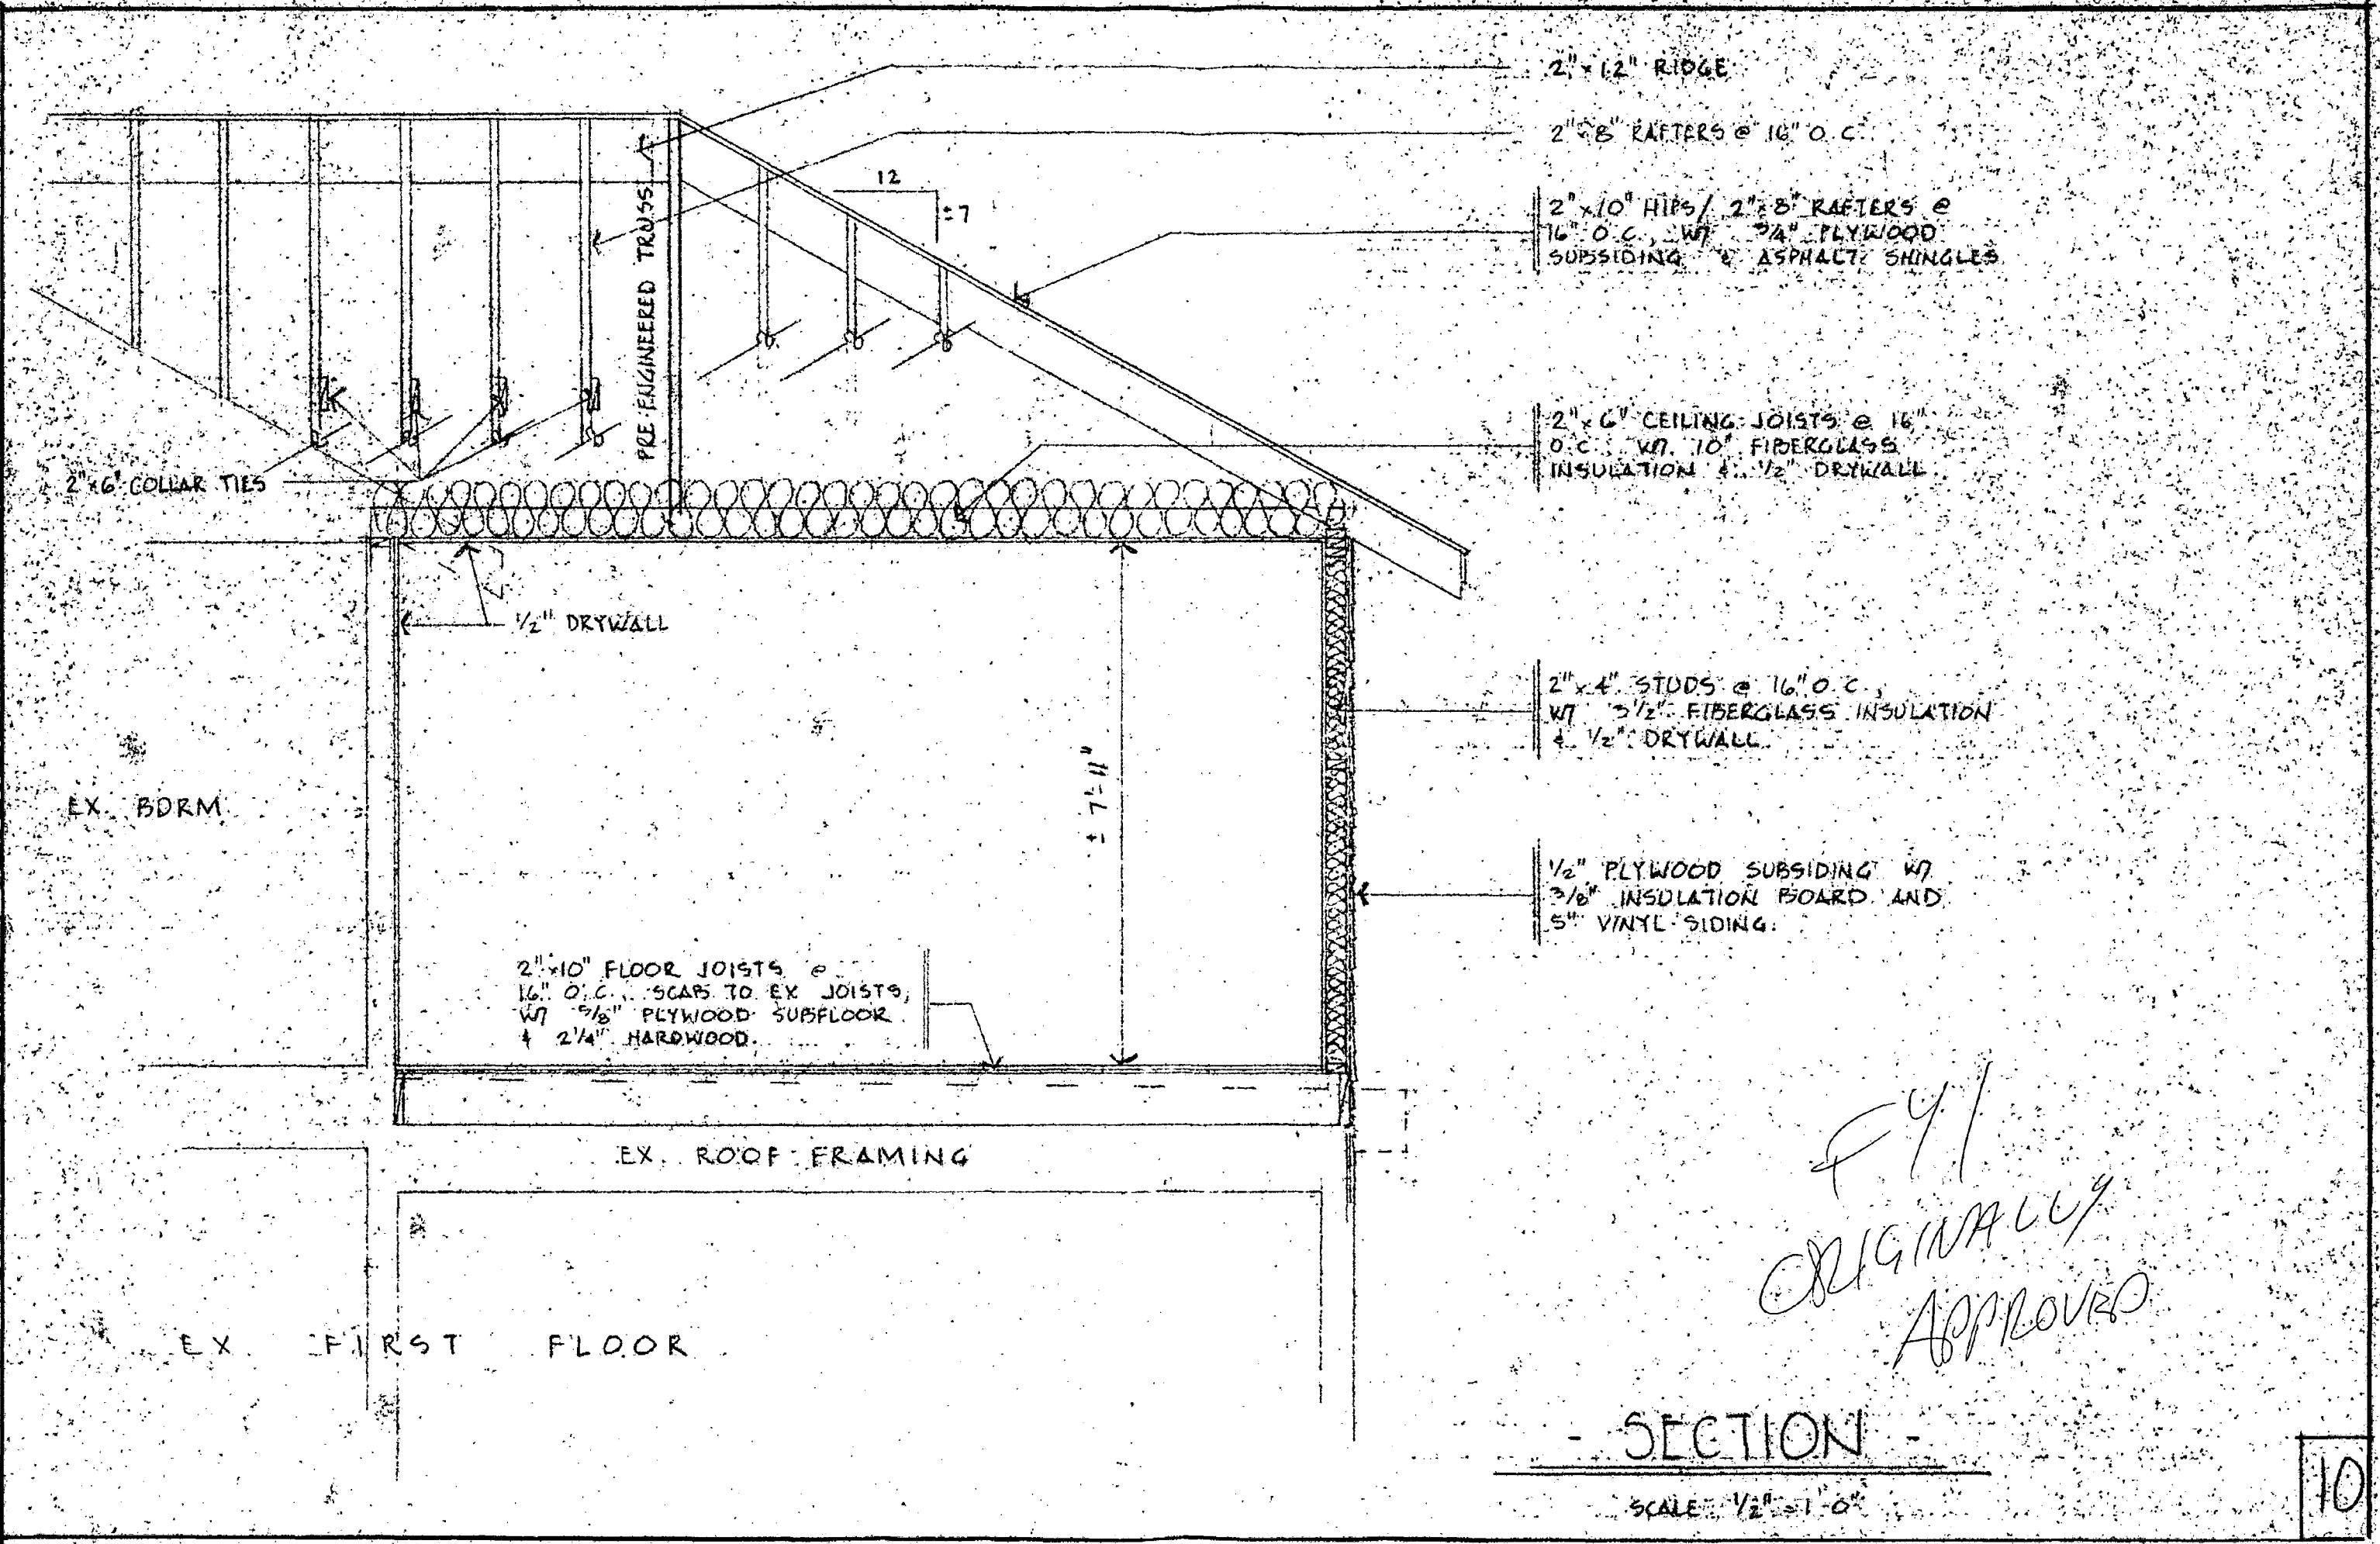 2"x12" RIDGE
2"x8" RAFTERS @ 16" O.C.
2"x10" HIPS/ 2"x8" RAFTERS @
16" O.C., W/ 3/4" PLYWOOD
SUBSIDING & ASPHALT SHINGLES
12
±7
PRE-ENGINEERED TRUSS
2"x6" CEILING JOISTS @ 16"
O.C. W/ 10" FIBERGLASS
INSULATION & 1/2" DRYWALL
2"x6" COLLAR TIES
1/2" DRYWALL
2"x4" STUDS @ 16" O.C.,
W/ 3 1/2" FIBERGLASS INSULATION
& 1/2" DRYWALL
± 7'-11"
EX. BDRM.
1/2" PLYWOOD SUBSIDING W/
3/8" INSULATION BOARD AND
5" VINYL SIDING.
2"x10" FLOOR JOISTS @
16" O.C., SCAB TO EX JOISTS,
W/ 5/8" PLYWOOD SUBFLOOR
& 2 1/4" HARDWOOD.
EX. ROOF FRAMING
EX. FIRST FLOOR
FYI
ORIGINALLY
APPROVED
- SECTION -
SCALE 1/2" = 1'-0"
10